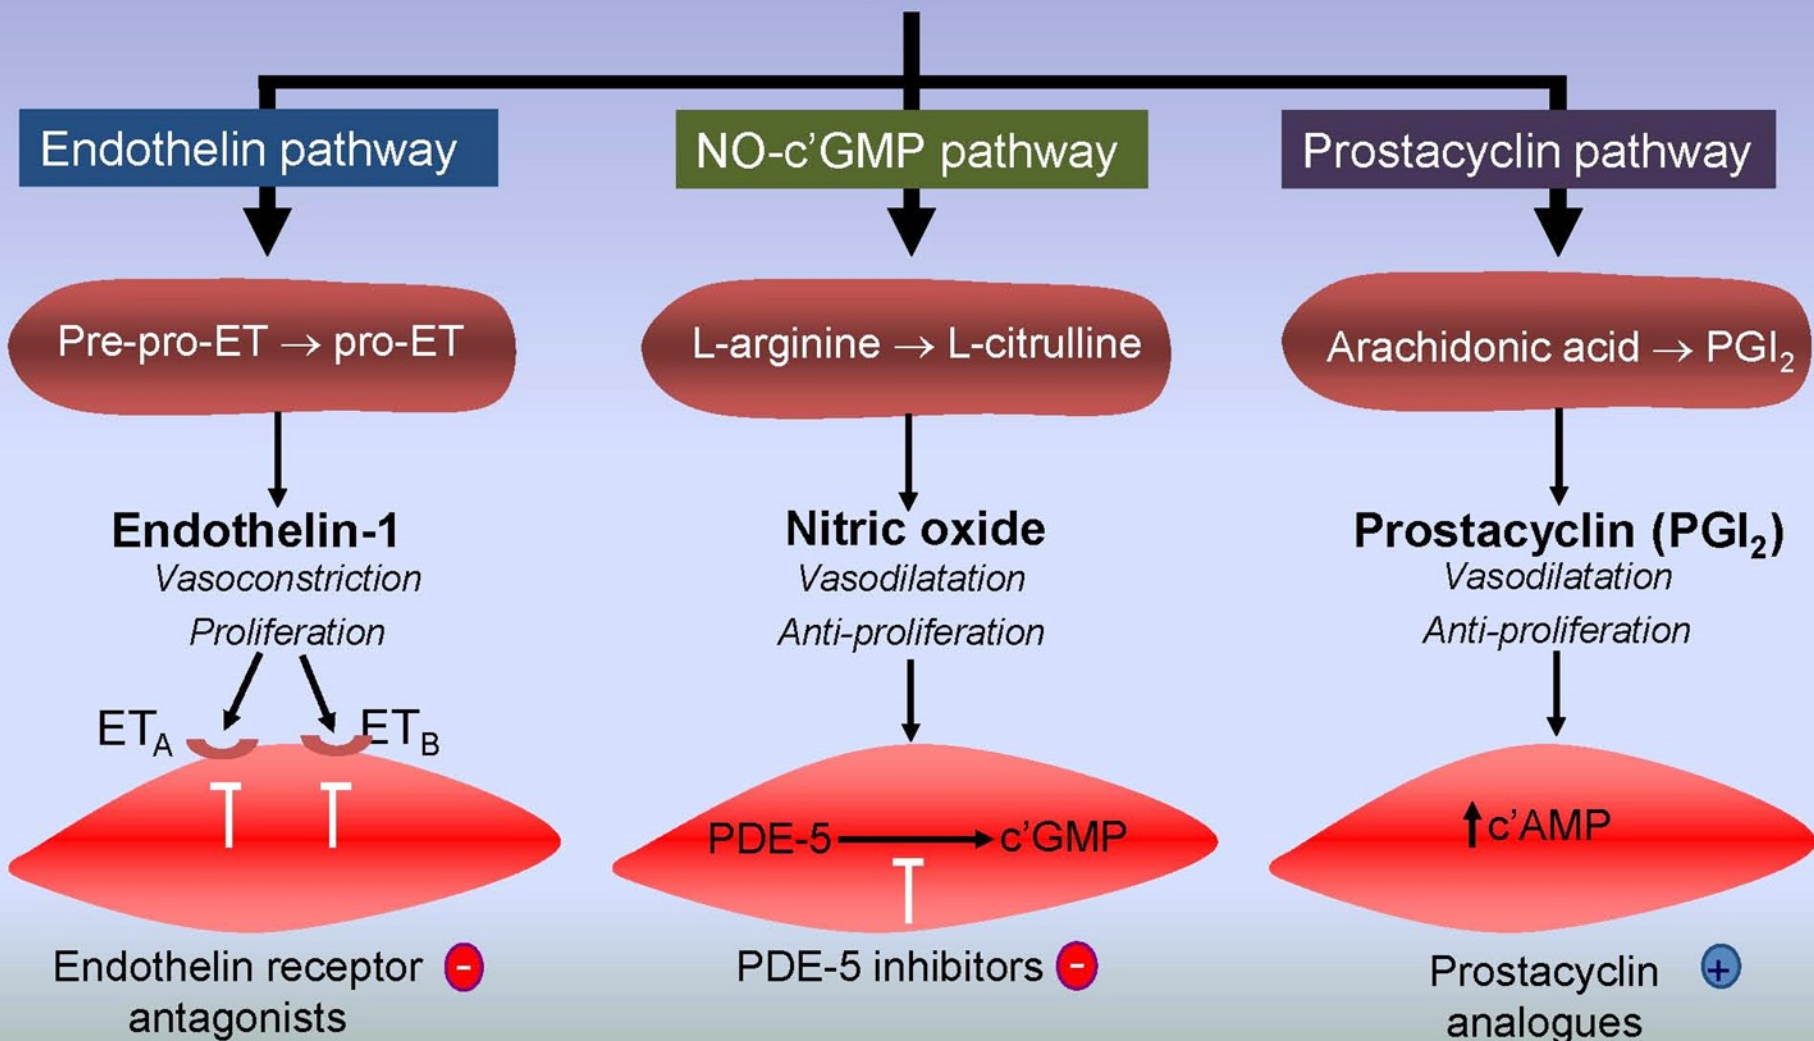 Endothelin pathway
NO-c'GMP pathway
Prostacyclin pathway
Pre-pro-ET → pro-ET
L-arginine → L-citrulline
Arachidonic acid → PGI₂
Endothelin-1
Vasoconstriction
Proliferation
Nitric oxide
Vasodilatation
Anti-proliferation
Prostacyclin (PGI₂)
Vasodilatation
Anti-proliferation
ET_A
ET_B
PDE-5 → c'GMP
↑ c'AMP
Endothelin receptor -
antagonists
PDE-5 inhibitors -
Prostacyclin +
analogues